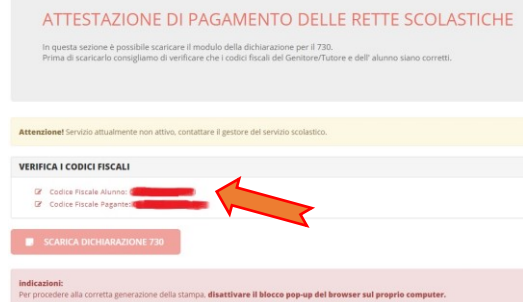 ATTESTAZIONE DI PAGAMENTO DELLE RETTE SCOLASTICHE
In questa sezione è possibile scaricare il modulo della dichiarazione per il 730.
Prima di scaricarlo consigliamo di verificare che i codici fiscali del Genitore/Tutore e dell' alunno siano corretti.
Attenzione! Servizio attualmente non attivo, contattare il gestore del servizio scolastico.
VERIFICA I CODICI FISCALI
Codice Fiscale Alunno:
Codice Fiscale Pagante:
SCARICA DICHIARAZIONE 730
indicazioni:
Per procedere alla corretta generazione della stampa, disattivare il blocco pop-up del browser sul proprio computer.